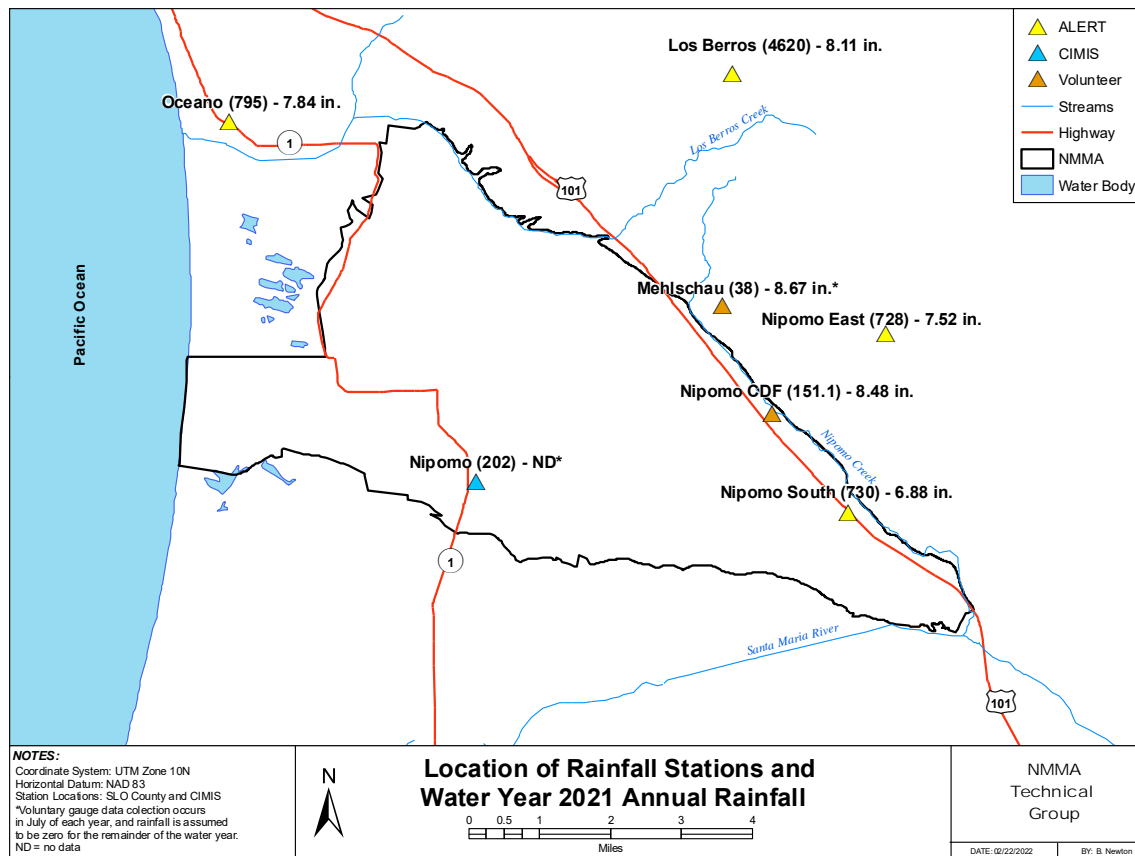 Los Berros (4620) - 8.11 in.
Oceano (795) - 7.84 in.
1
Los Berros Creek
101
Pacific Ocean
Mehlschau (38) - 8.67 in.*
Nipomo East (728) - 7.52 in.
Nipomo CDF (151.1) - 8.48 in.
Nipomo Creek
Nipomo (202) - ND*
Nipomo South (730) - 6.88 in.
1
Santa Maria River
101
ALERT
CIMIS
Volunteer
Streams
Highway
NMMA
Water Body
NOTES:
Coordinate System: UTM Zone 10N
Horizontal Datum: NAD 83
Station Locations: SLO County and CIMIS
*Voluntary gauge data colection occurs
in July of each year, and rainfall is assumed
to be zero for the remainder of the water year.
ND = no data
N
Location of Rainfall Stations and
Water Year 2021 Annual Rainfall
0 0.5 1 2 3 4
Miles
NMMA
Technical
Group
DATE: 02/22/2022 BY: B. Newton